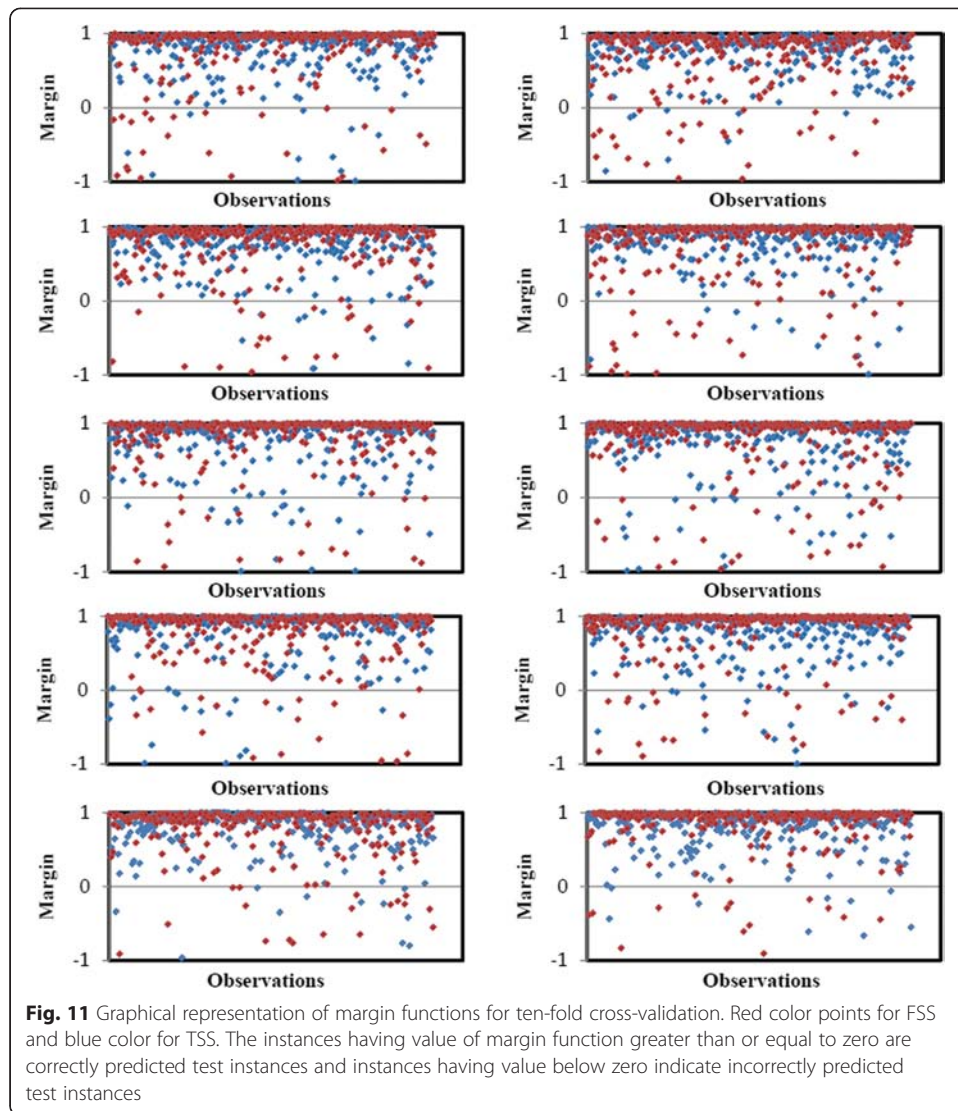 1
0
-1
Margin
Observations
1
0
-1
Margin
Observations
1
0
-1
Margin
Observations
1
0
-1
Margin
Observations
1
0
-1
Margin
Observations
1
0
-1
Margin
Observations
1
0
-1
Margin
Observations
1
0
-1
Margin
Observations
1
0
-1
Margin
Observations
1
0
-1
Margin
Observations
Fig. 11 Graphical representation of margin functions for ten-fold cross-validation. Red color points for FSS
and blue color for TSS. The instances having value of margin function greater than or equal to zero are
correctly predicted test instances and instances having value below zero indicate incorrectly predicted
test instances